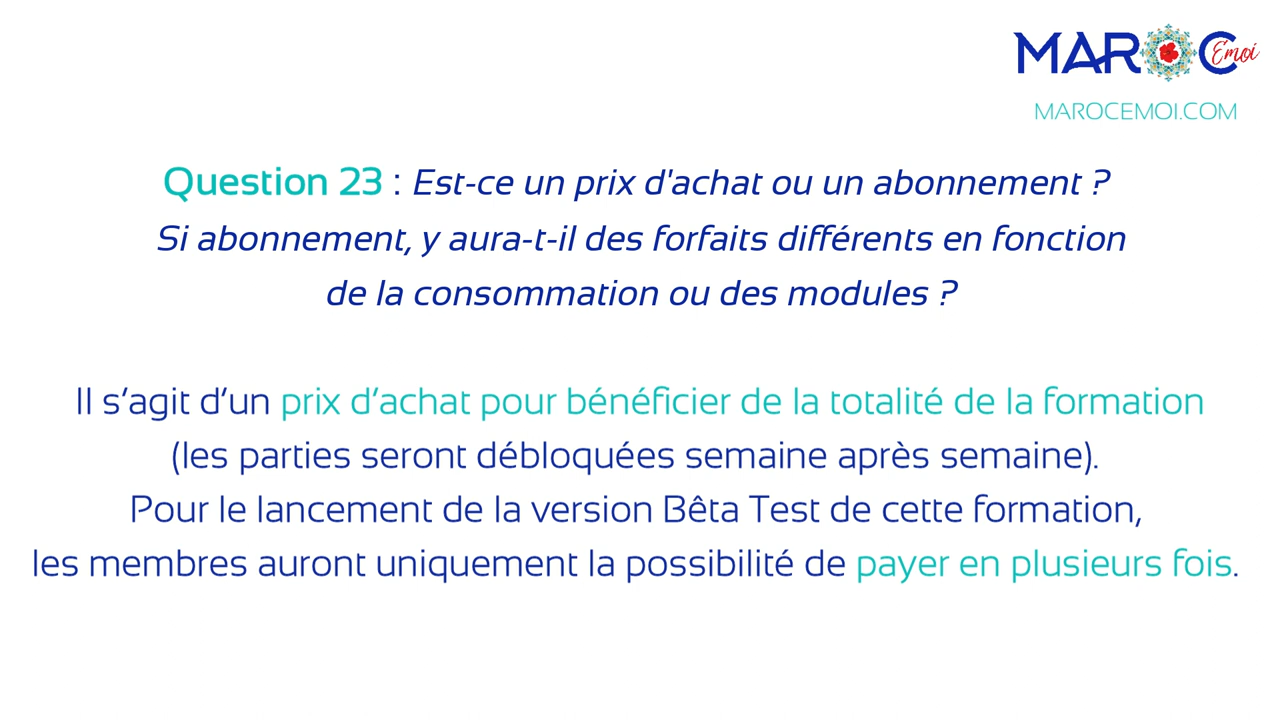 MAROC Émoi
MAROCEMOI.COM
Question 23 : Est-ce un prix d'achat ou un abonnement ?
Si abonnement, y aura-t-il des forfaits différents en fonction
de la consommation ou des modules ?
Il s’agit d’un prix d’achat pour bénéficier de la totalité de la formation
(les parties seront débloquées semaine après semaine).
Pour le lancement de la version Bêta Test de cette formation,
les membres auront uniquement la possibilité de payer en plusieurs fois.